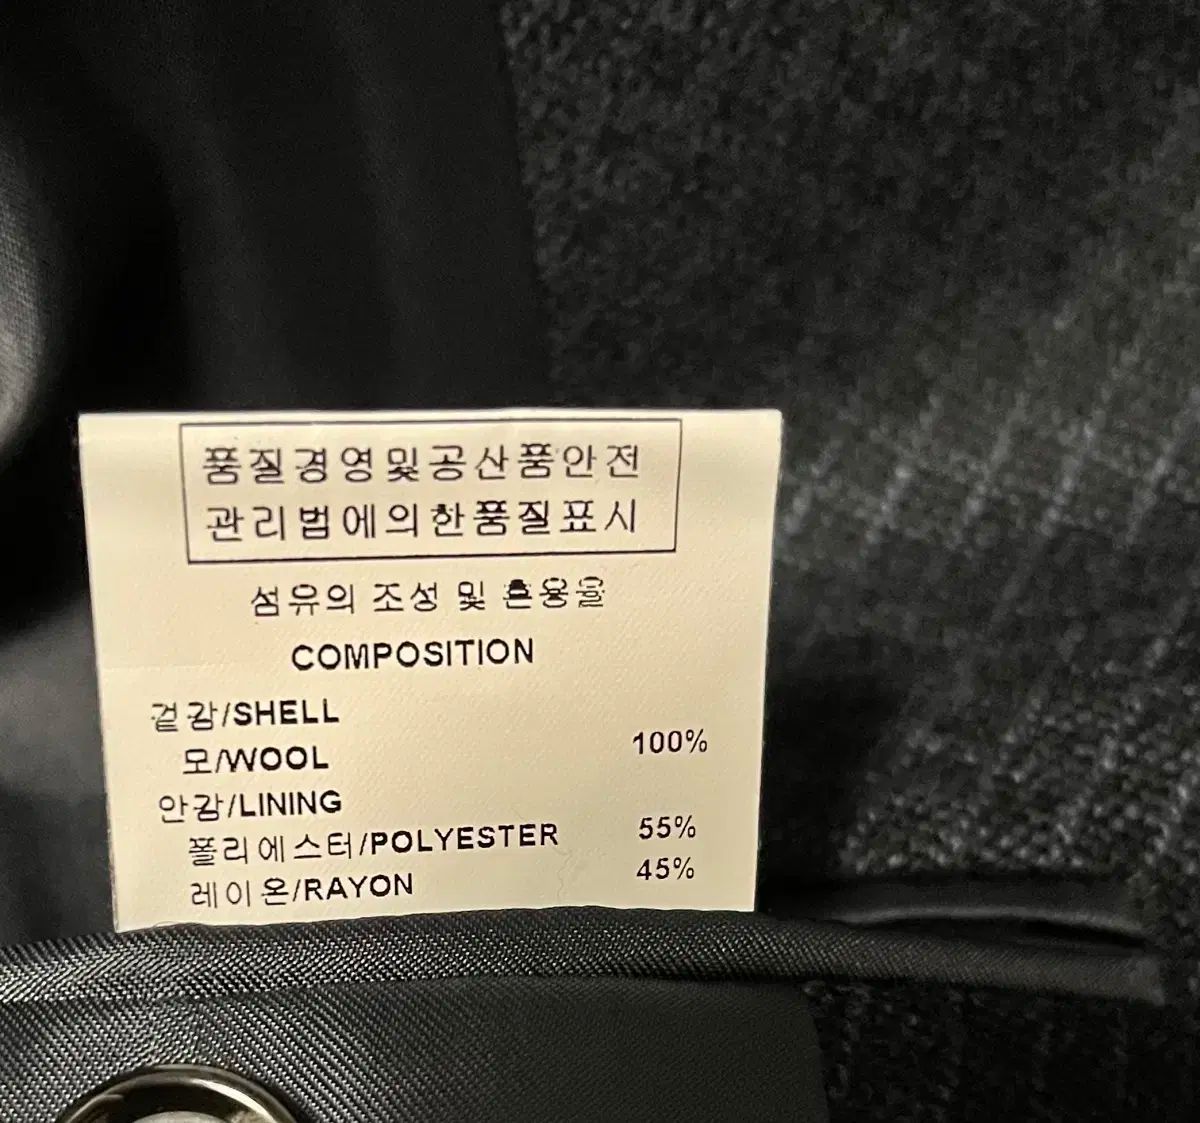 품질경영및공산품안전
관리법에의한품질표시
섬유의 조성 및 혼용율
COMPOSITION
겉감/SHELL
모/WOOL 100%
안감/LINING
폴리에스터/POLYESTER 55%
레이온/RAYON 45%